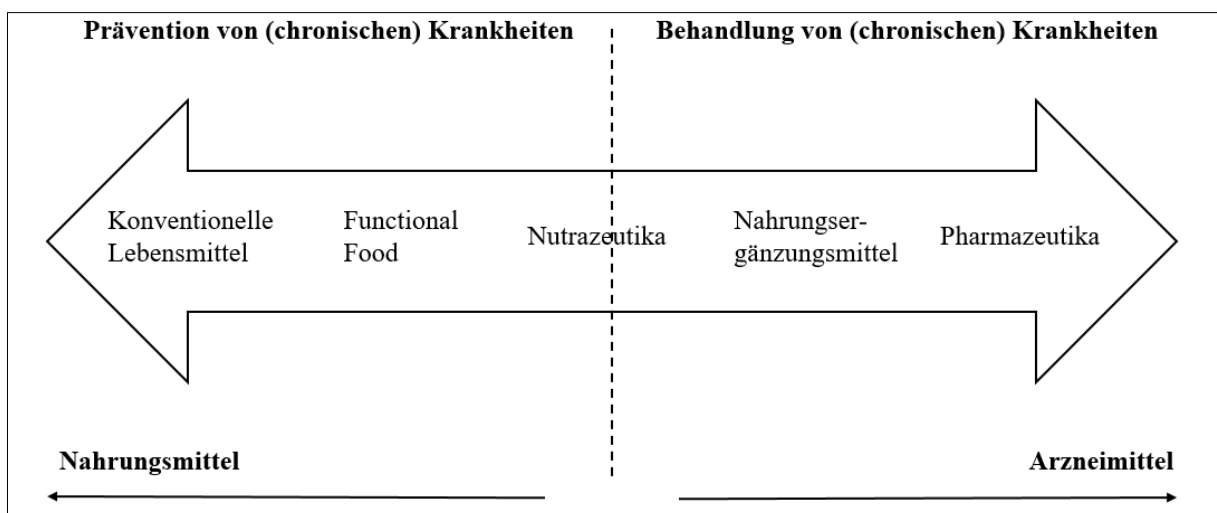 Prävention von (chronischen) Krankheiten
Behandlung von (chronischen) Krankheiten
Konventionelle
Lebensmittel
Functional
Food
Nutrazeutika
Nahrungser-
gänzungsmittel
Pharmazeutika
Nahrungsmittel
Arzneimittel